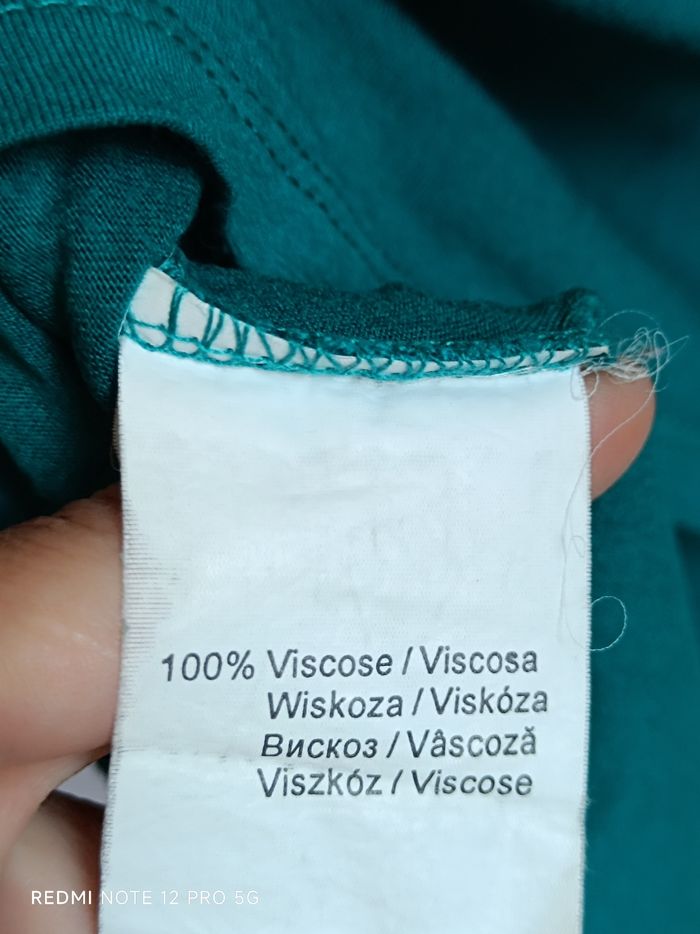 100% Viscose / Viscosa
Wiskoza / Viskóza
Вискоз / Vâscoză
Viszkóz / Viscose
REDMI NOTE 12 PRO 5G